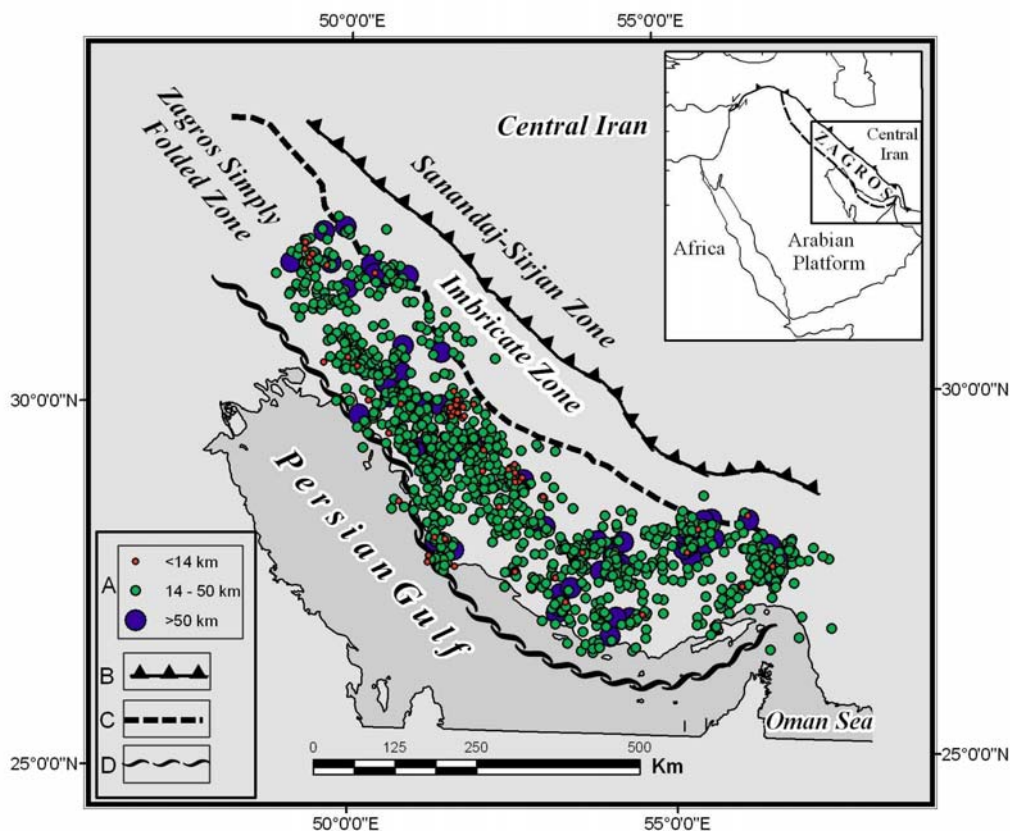 50°0'0"E
55°0'0"E
Zagros Simply
Folded Zone
Central Iran
Sanandaj-Sirjan Zone
Imbricate Zone
Central
Iran
ZAGROS
Africa
Arabian
Platform
30°0'0"N
30°0'0"N
Persian Gulf
A
<14 km
14 - 50 km
>50 km
B
C
D
Oman Sea
0
125
250
500
Km
25°0'0"N
25°0'0"N
50°0'0"E
55°0'0"E